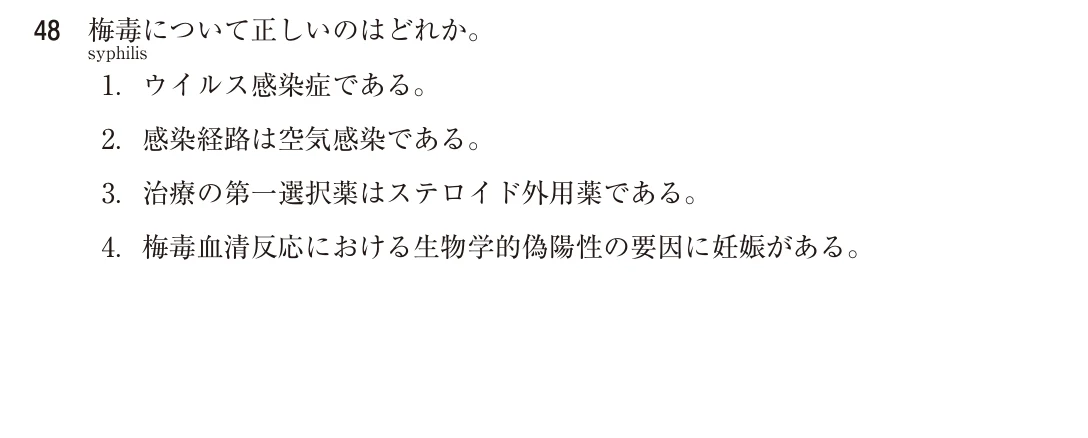 48 梅毒について正しいのはどれか。
syphilis
1. ウイルス感染症である。
2. 感染経路は空気感染である。
3. 治療の第一選択薬はステロイド外用薬である。
4. 梅毒血清反応における生物学的偽陽性の要因に妊娠がある。